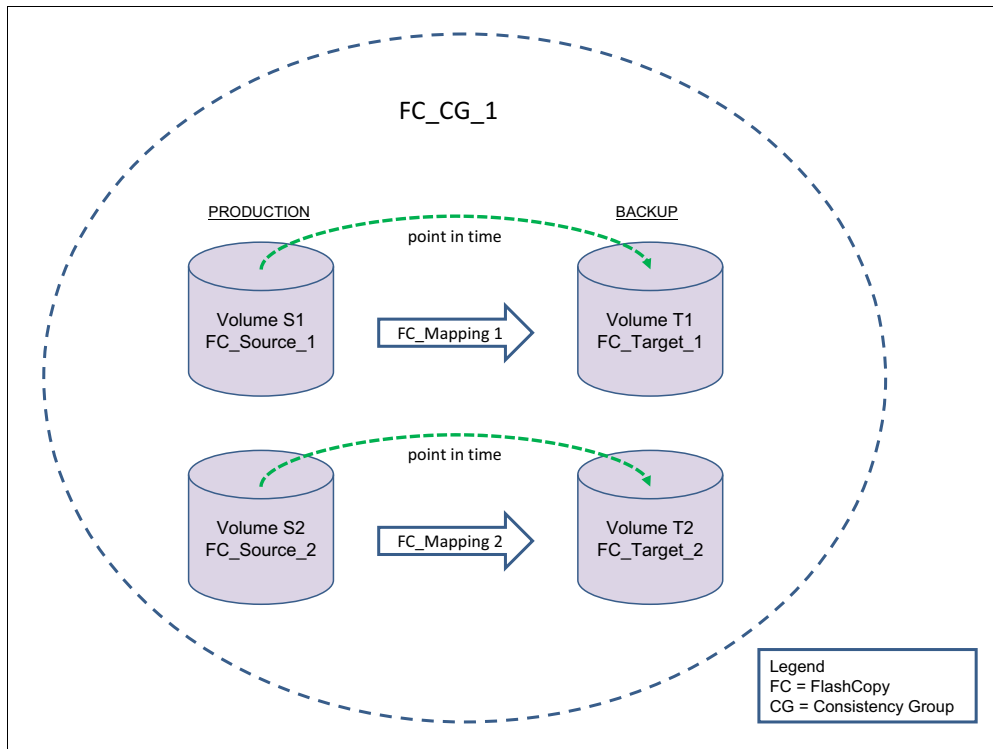 FC_CG_1
PRODUCTION
BACKUP
point in time
Volume S1
FC_Source_1
FC_Mapping 1
Volume T1
FC_Target_1
point in time
Volume S2
FC_Source_2
FC_Mapping 2
Volume T2
FC_Target_2
Legend
FC = FlashCopy
CG = Consistency Group